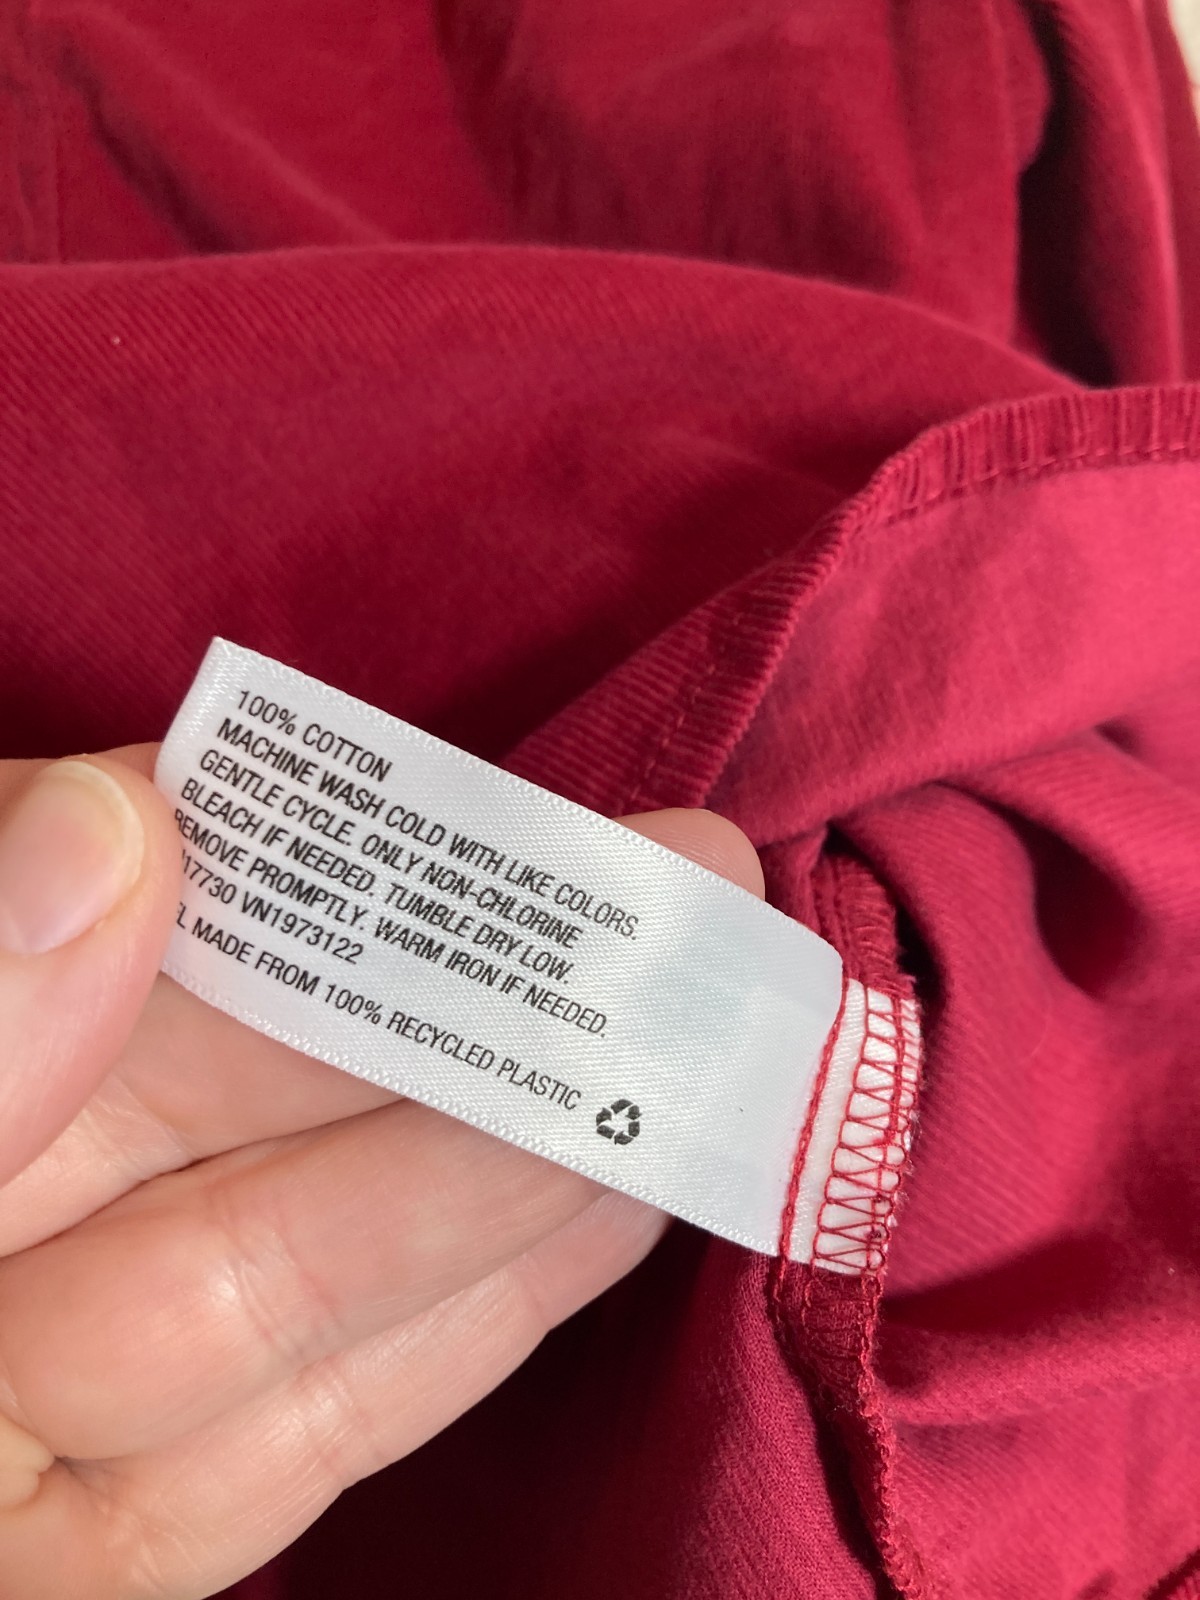 100% COTTON
MACHINE WASH COLD WITH LIKE COLORS.
GENTLE CYCLE. ONLY NON-CHLORINE
BLEACH IF NEEDED. TUMBLE DRY LOW.
REMOVE PROMPTLY. WARM IRON IF NEEDED.
17730 VN1973122
EL MADE FROM 100% RECYCLED PLASTIC